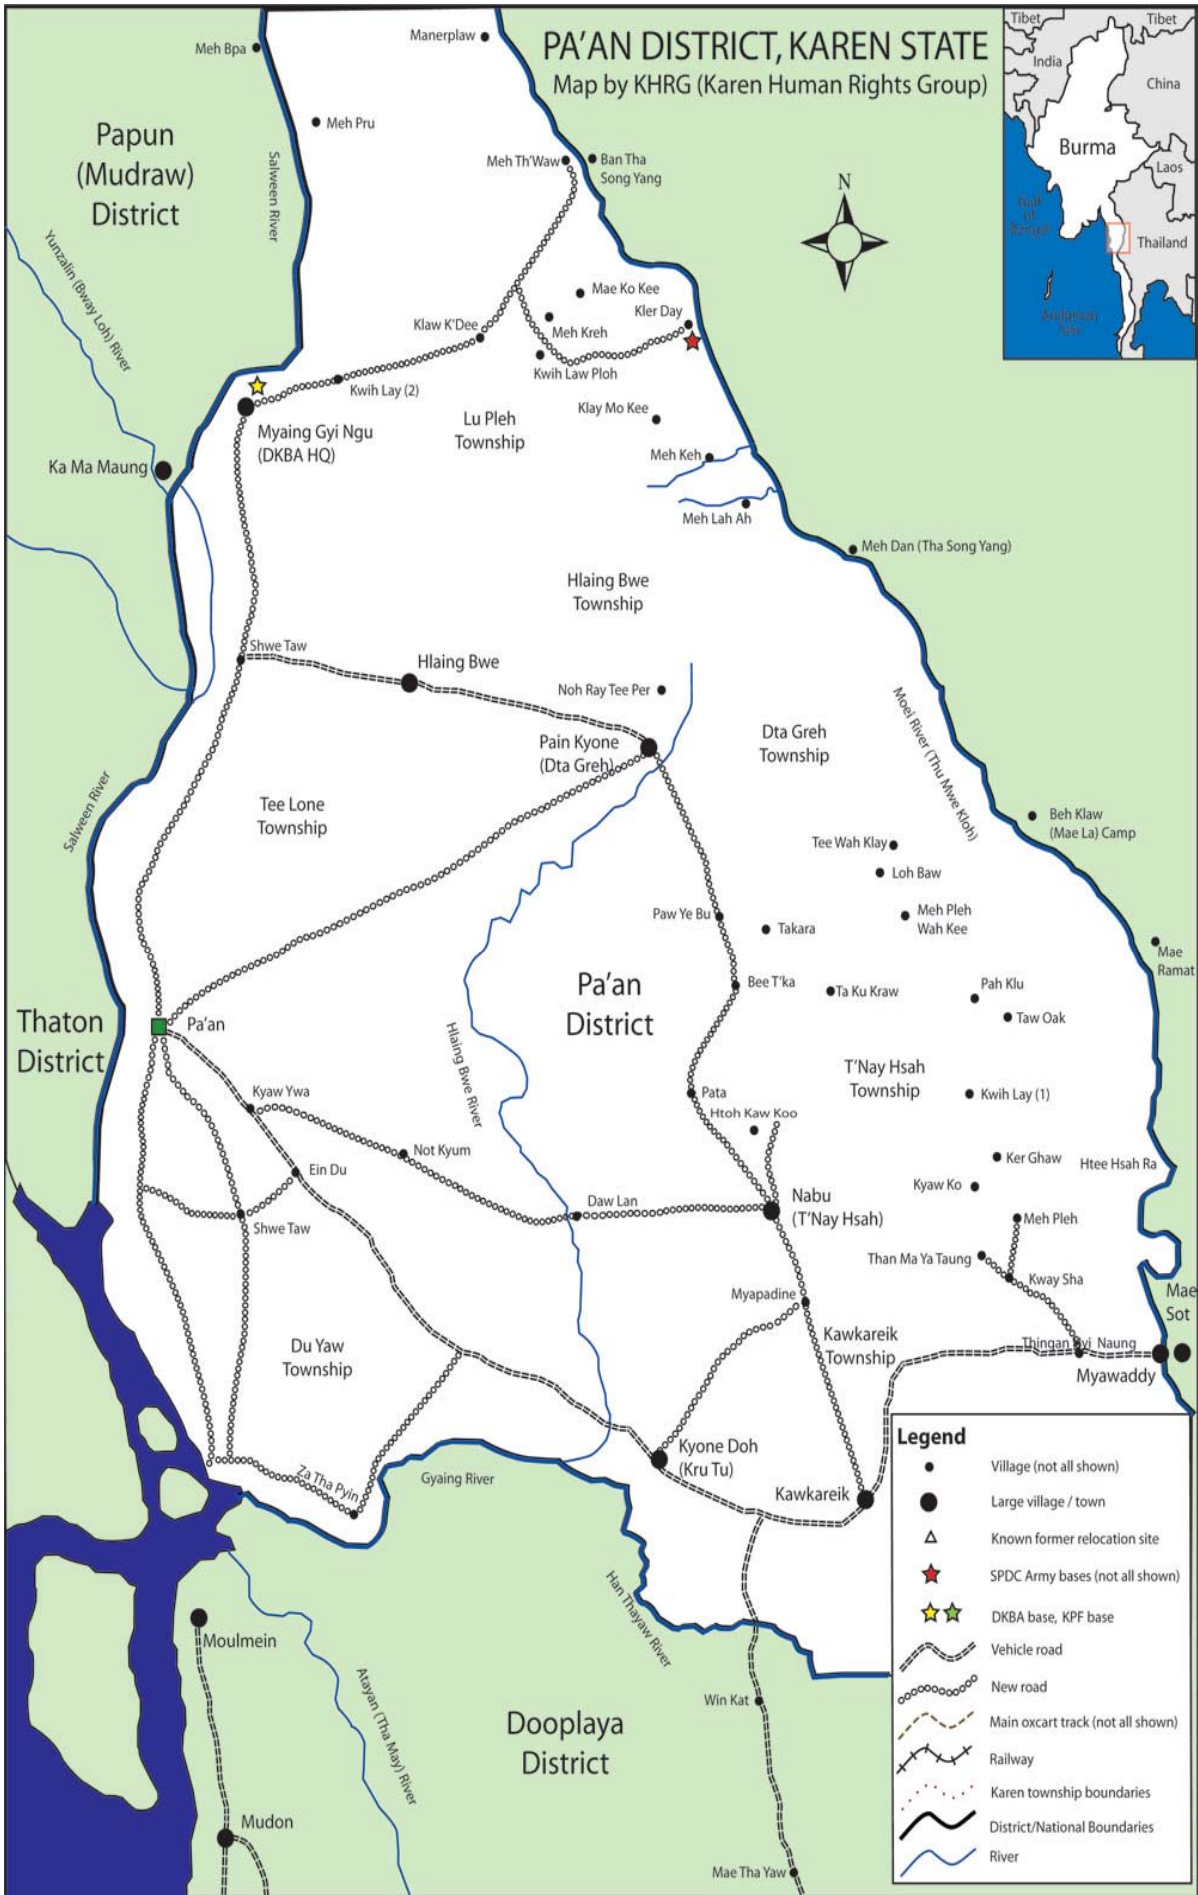 PA'AN DISTRICT, KAREN STATE
Map by KHRG (Karen Human Rights Group)
Tibet
Tibet
India
China
Burma
Laos
Gulf
of
Bengal
Thailand
Andaman
Sea
N
Meh Bpa
Manerplaw
Meh Pru
Papun
(Mudraw)
District
Salween River
Meh Th'Waw
Ban Tha
Song Yang
Yunzalin (Bway Loh) River
Mae Ko Kee
Kler Day
Klaw K'Dee
Meh Kreh
Kwih Law Ploh
Kwih Lay (2)
Klay Mo Kee
Lu Pleh
Township
Myaing Gyi Ngu
(DKBA HQ)
Meh Keh
Ka Ma Maung
Meh Lah Ah
Meh Dan (Tha Song Yang)
Hlaing Bwe
Township
Shwe Taw
Hlaing Bwe
Noh Ray Tee Per
Pain Kyone
(Dta Greh)
Dta Greh
Township
Moei River (Thu Mwe Kloh)
Salween River
Tee Lone
Township
Beh Klaw
(Mae La) Camp
Tee Wah Klay
Loh Baw
Paw Ye Bu
Takara
Meh Pleh
Wah Kee
Mae
Ramat
Pa'an
District
Bee T'ka
Ta Ku Kraw
Pah Klu
Taw Oak
Thaton
District
Pa'an
Hlaing Bwe River
T'Nay Hsah
Township
Kyaw Ywa
Pata
Kwih Lay (1)
Htoh Kaw Koo
Not Kyum
Ein Du
Ker Ghaw
Htee Hsah Ra
Kyaw Ko
Daw Lan
Nabu
(T'Nay Hsah)
Shwe Taw
Meh Pleh
Than Ma Ya Taung
Kway Sha
Myapadine
Mae
Sot
Du Yaw
Township
Kawkareik
Township
Thingan Nyi Naung
Myawaddy
Kyone Doh
(Kru Tu)
Za Tha Pyin
Gyaing River
Kawkareik
Han Thayaw River
Moulmein
Atayan (Tha May) River
Win Kat
Dooplaya
District
Mudon
Mae Tha Yaw
Legend
Village (not all shown)
Large village / town
Known former relocation site
SPDC Army bases (not all shown)
DKBA base, KPF base
Vehicle road
New road
Main oxcart track (not all shown)
Railway
Karen township boundaries
District/National Boundaries
River